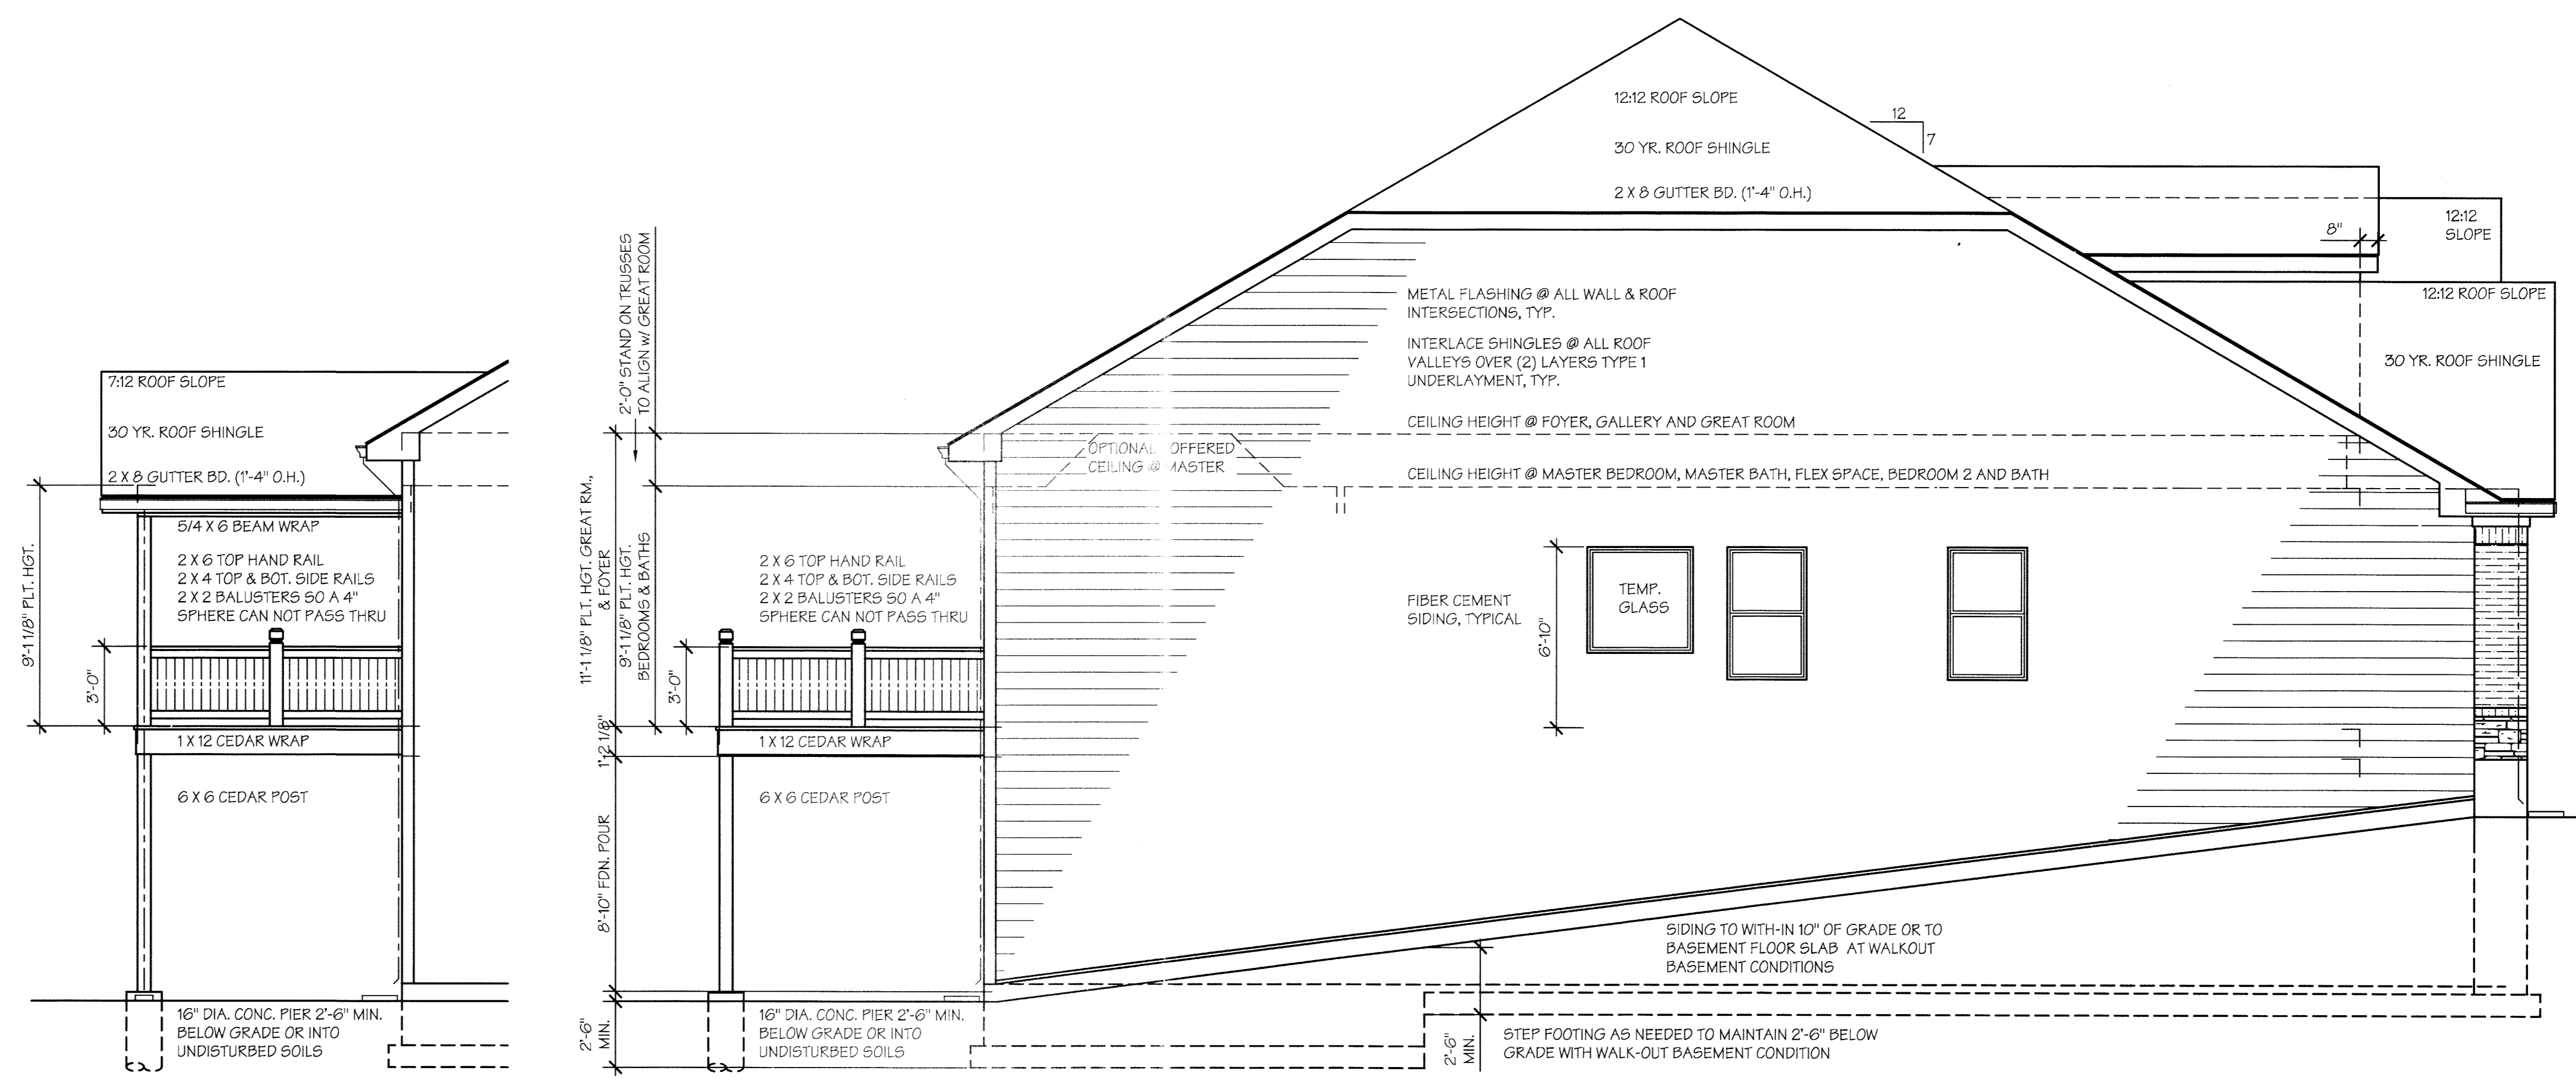 7:12 ROOF SLOPE
30 YR. ROOF SHINGLE
2 X 8 GUTTER BD. (1'-4" O.H.)
5/4 X 6 BEAM WRAP
2 X 6 TOP HAND RAIL
2 X 4 TOP & BOT. SIDE RAILS
2 X 2 BALUSTERS SO A 4"
SPHERE CAN NOT PASS THRU
9'-1 1/8" PLT. HGT.
3'-0"
1 X 12 CEDAR WRAP
6 X 6 CEDAR POST
16" DIA. CONC. PIER 2'-6" MIN.
BELOW GRADE OR INTO
UNDISTURBED SOILS
2'-0" STAND ON TRUSSES
TO ALIGN w/ GREAT ROOM
11'-1 1/8" PLT. HGT. GREAT RM.,
& FOYER
9'-1 1/8" PLT. HGT.
BEDROOMS & BATHS
1'-2 1/8"
8'-10" FDN. POUR
2'-6"
MIN.
2 X 6 TOP HAND RAIL
2 X 4 TOP & BOT. SIDE RAILS
2 X 2 BALUSTERS SO A 4"
SPHERE CAN NOT PASS THRU
3'-0"
1 X 12 CEDAR WRAP
6 X 6 CEDAR POST
16" DIA. CONC. PIER 2'-6" MIN.
BELOW GRADE OR INTO
UNDISTURBED SOILS
12:12 ROOF SLOPE
30 YR. ROOF SHINGLE
2 X 8 GUTTER BD. (1'-4" O.H.)
12
7
8"
12:12
SLOPE
12:12 ROOF SLOPE
30 YR. ROOF SHINGLE
METAL FLASHING @ ALL WALL & ROOF
INTERSECTIONS, TYP.
INTERLACE SHINGLES @ ALL ROOF
VALLEYS OVER (2) LAYERS TYPE 1
UNDERLAYMENT, TYP.
CEILING HEIGHT @ FOYER, GALLERY AND GREAT ROOM
OPTIONAL OFFERED
CEILING @ MASTER
CEILING HEIGHT @ MASTER BEDROOM, MASTER BATH, FLEX SPACE, BEDROOM 2 AND BATH
FIBER CEMENT
SIDING, TYPICAL
6'-10"
TEMP.
GLASS
SIDING TO WITH-IN 10" OF GRADE OR TO
BASEMENT FLOOR SLAB AT WALKOUT
BASEMENT CONDITIONS
2'-6"
MIN.
STEP FOOTING AS NEEDED TO MAINTAIN 2'-6" BELOW
GRADE WITH WALK-OUT BASEMENT CONDITION